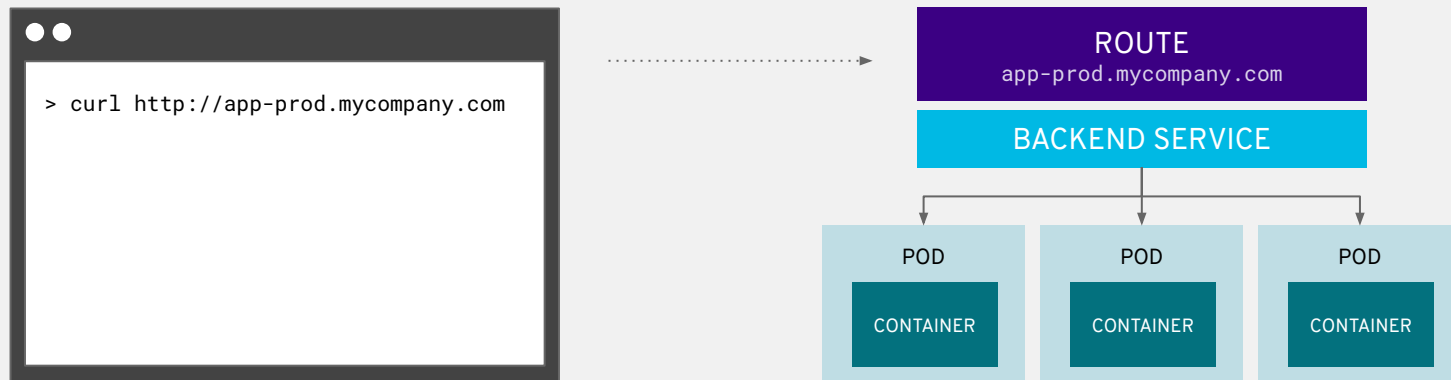 > curl http://app-prod.mycompany.com
ROUTE
app-prod.mycompany.com
BACKEND SERVICE
POD
POD
POD
CONTAINER
CONTAINER
CONTAINER